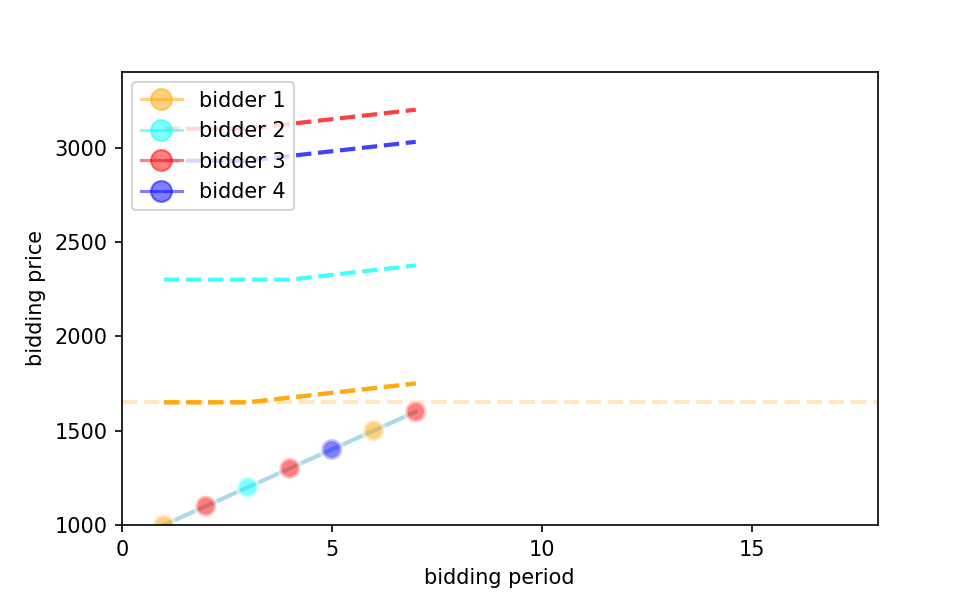 bidder 1
bidder 2
bidder 3
bidder 4
3000
2500
2000
1500
1000
bidding price
0 5 10 15
bidding period